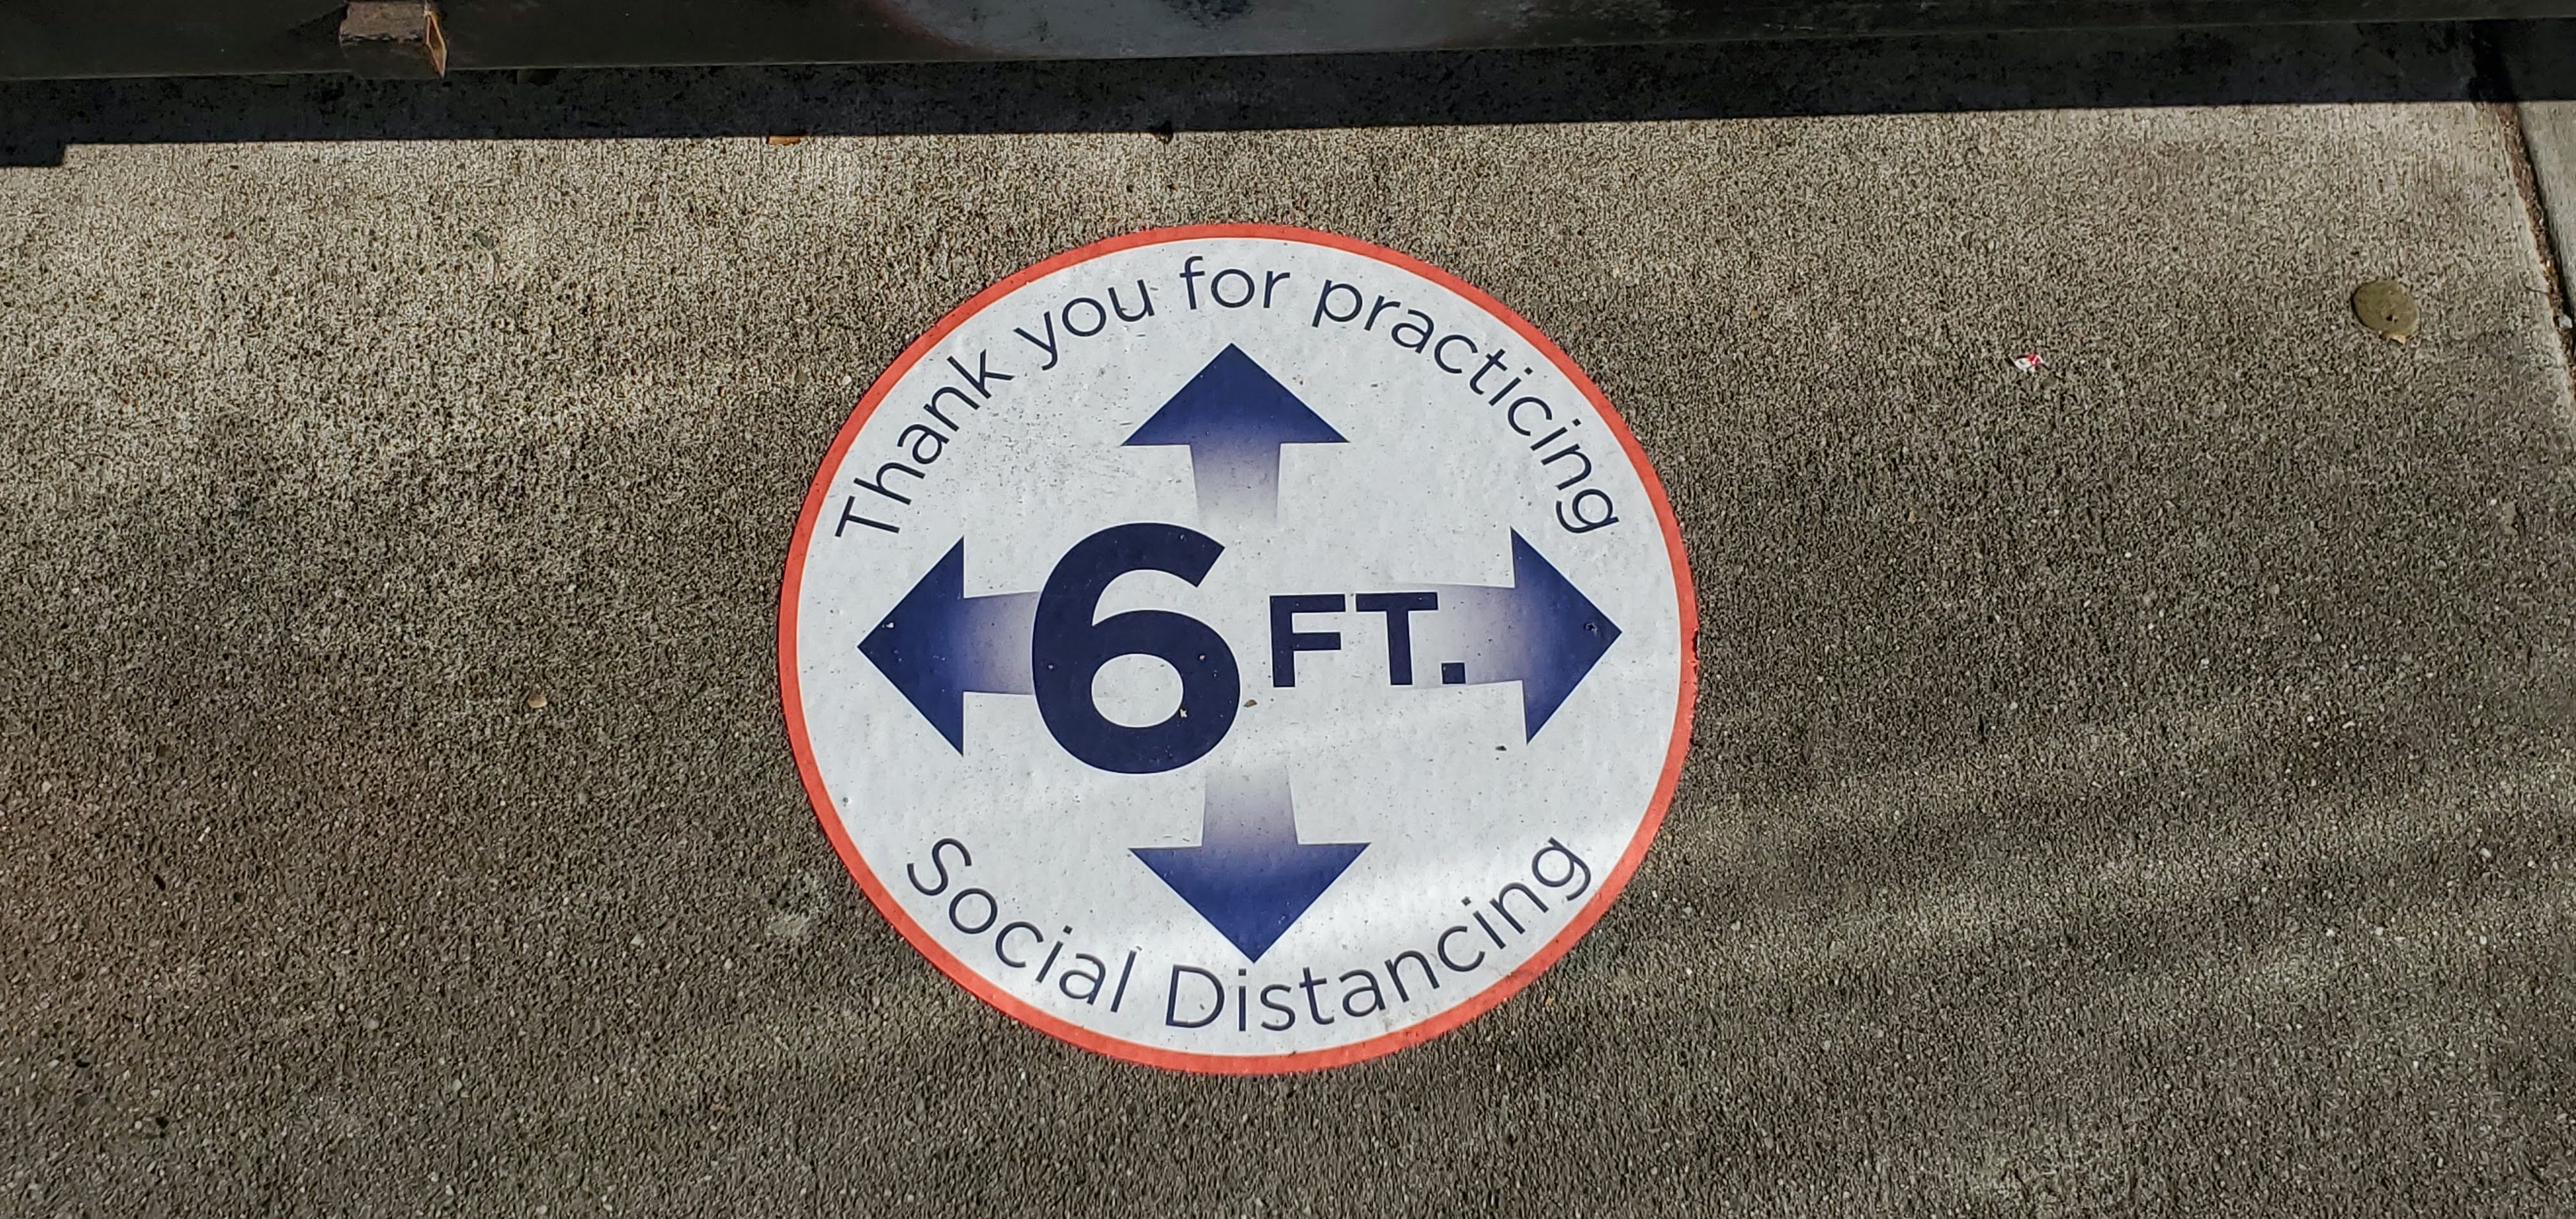 Thank you for practicing
6 FT.
Social Distancing